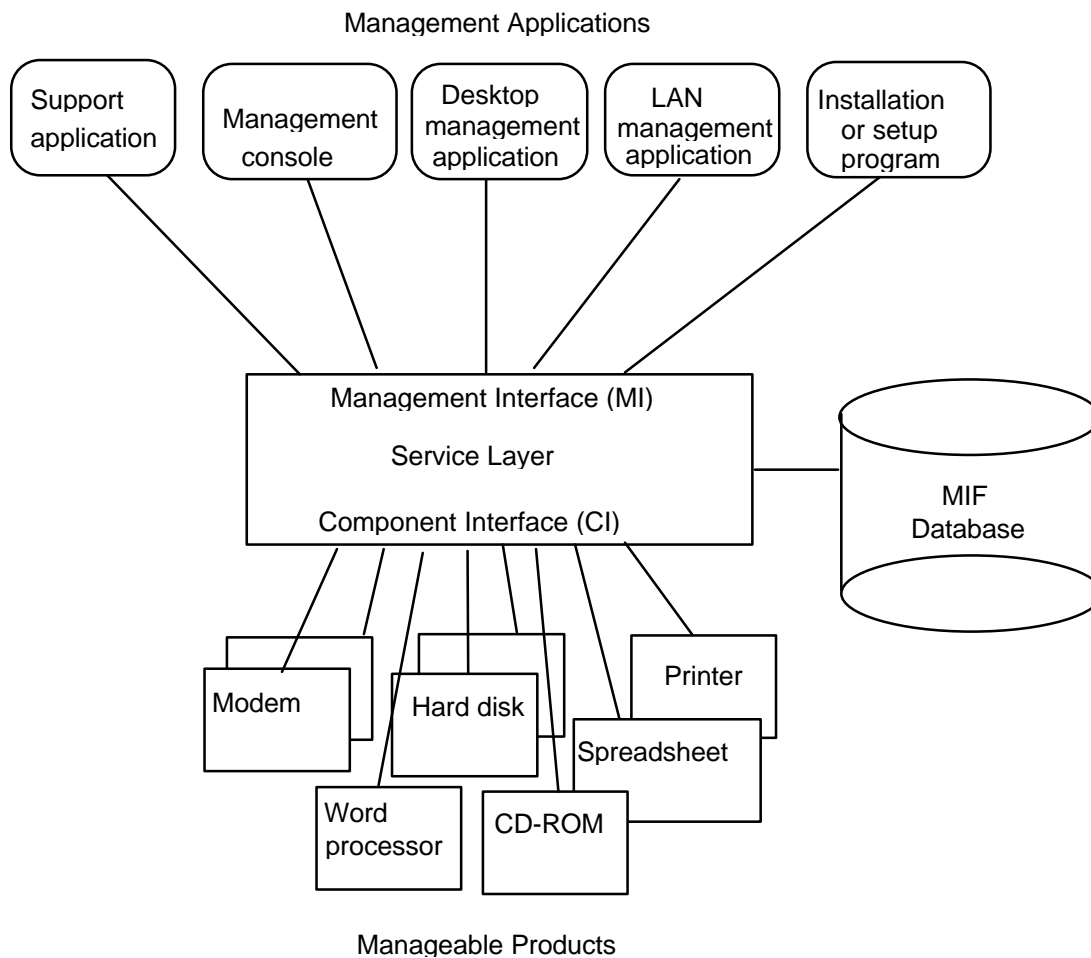 Management Applications
Support
application
Management
console
Desktop
management
application
LAN
management
application
Installation
or setup
program
Management Interface (MI)
Service Layer
Component Interface (CI)
MIF
Database
Modem
Hard disk
Printer
Spreadsheet
Word
processor
CD-ROM
Manageable Products